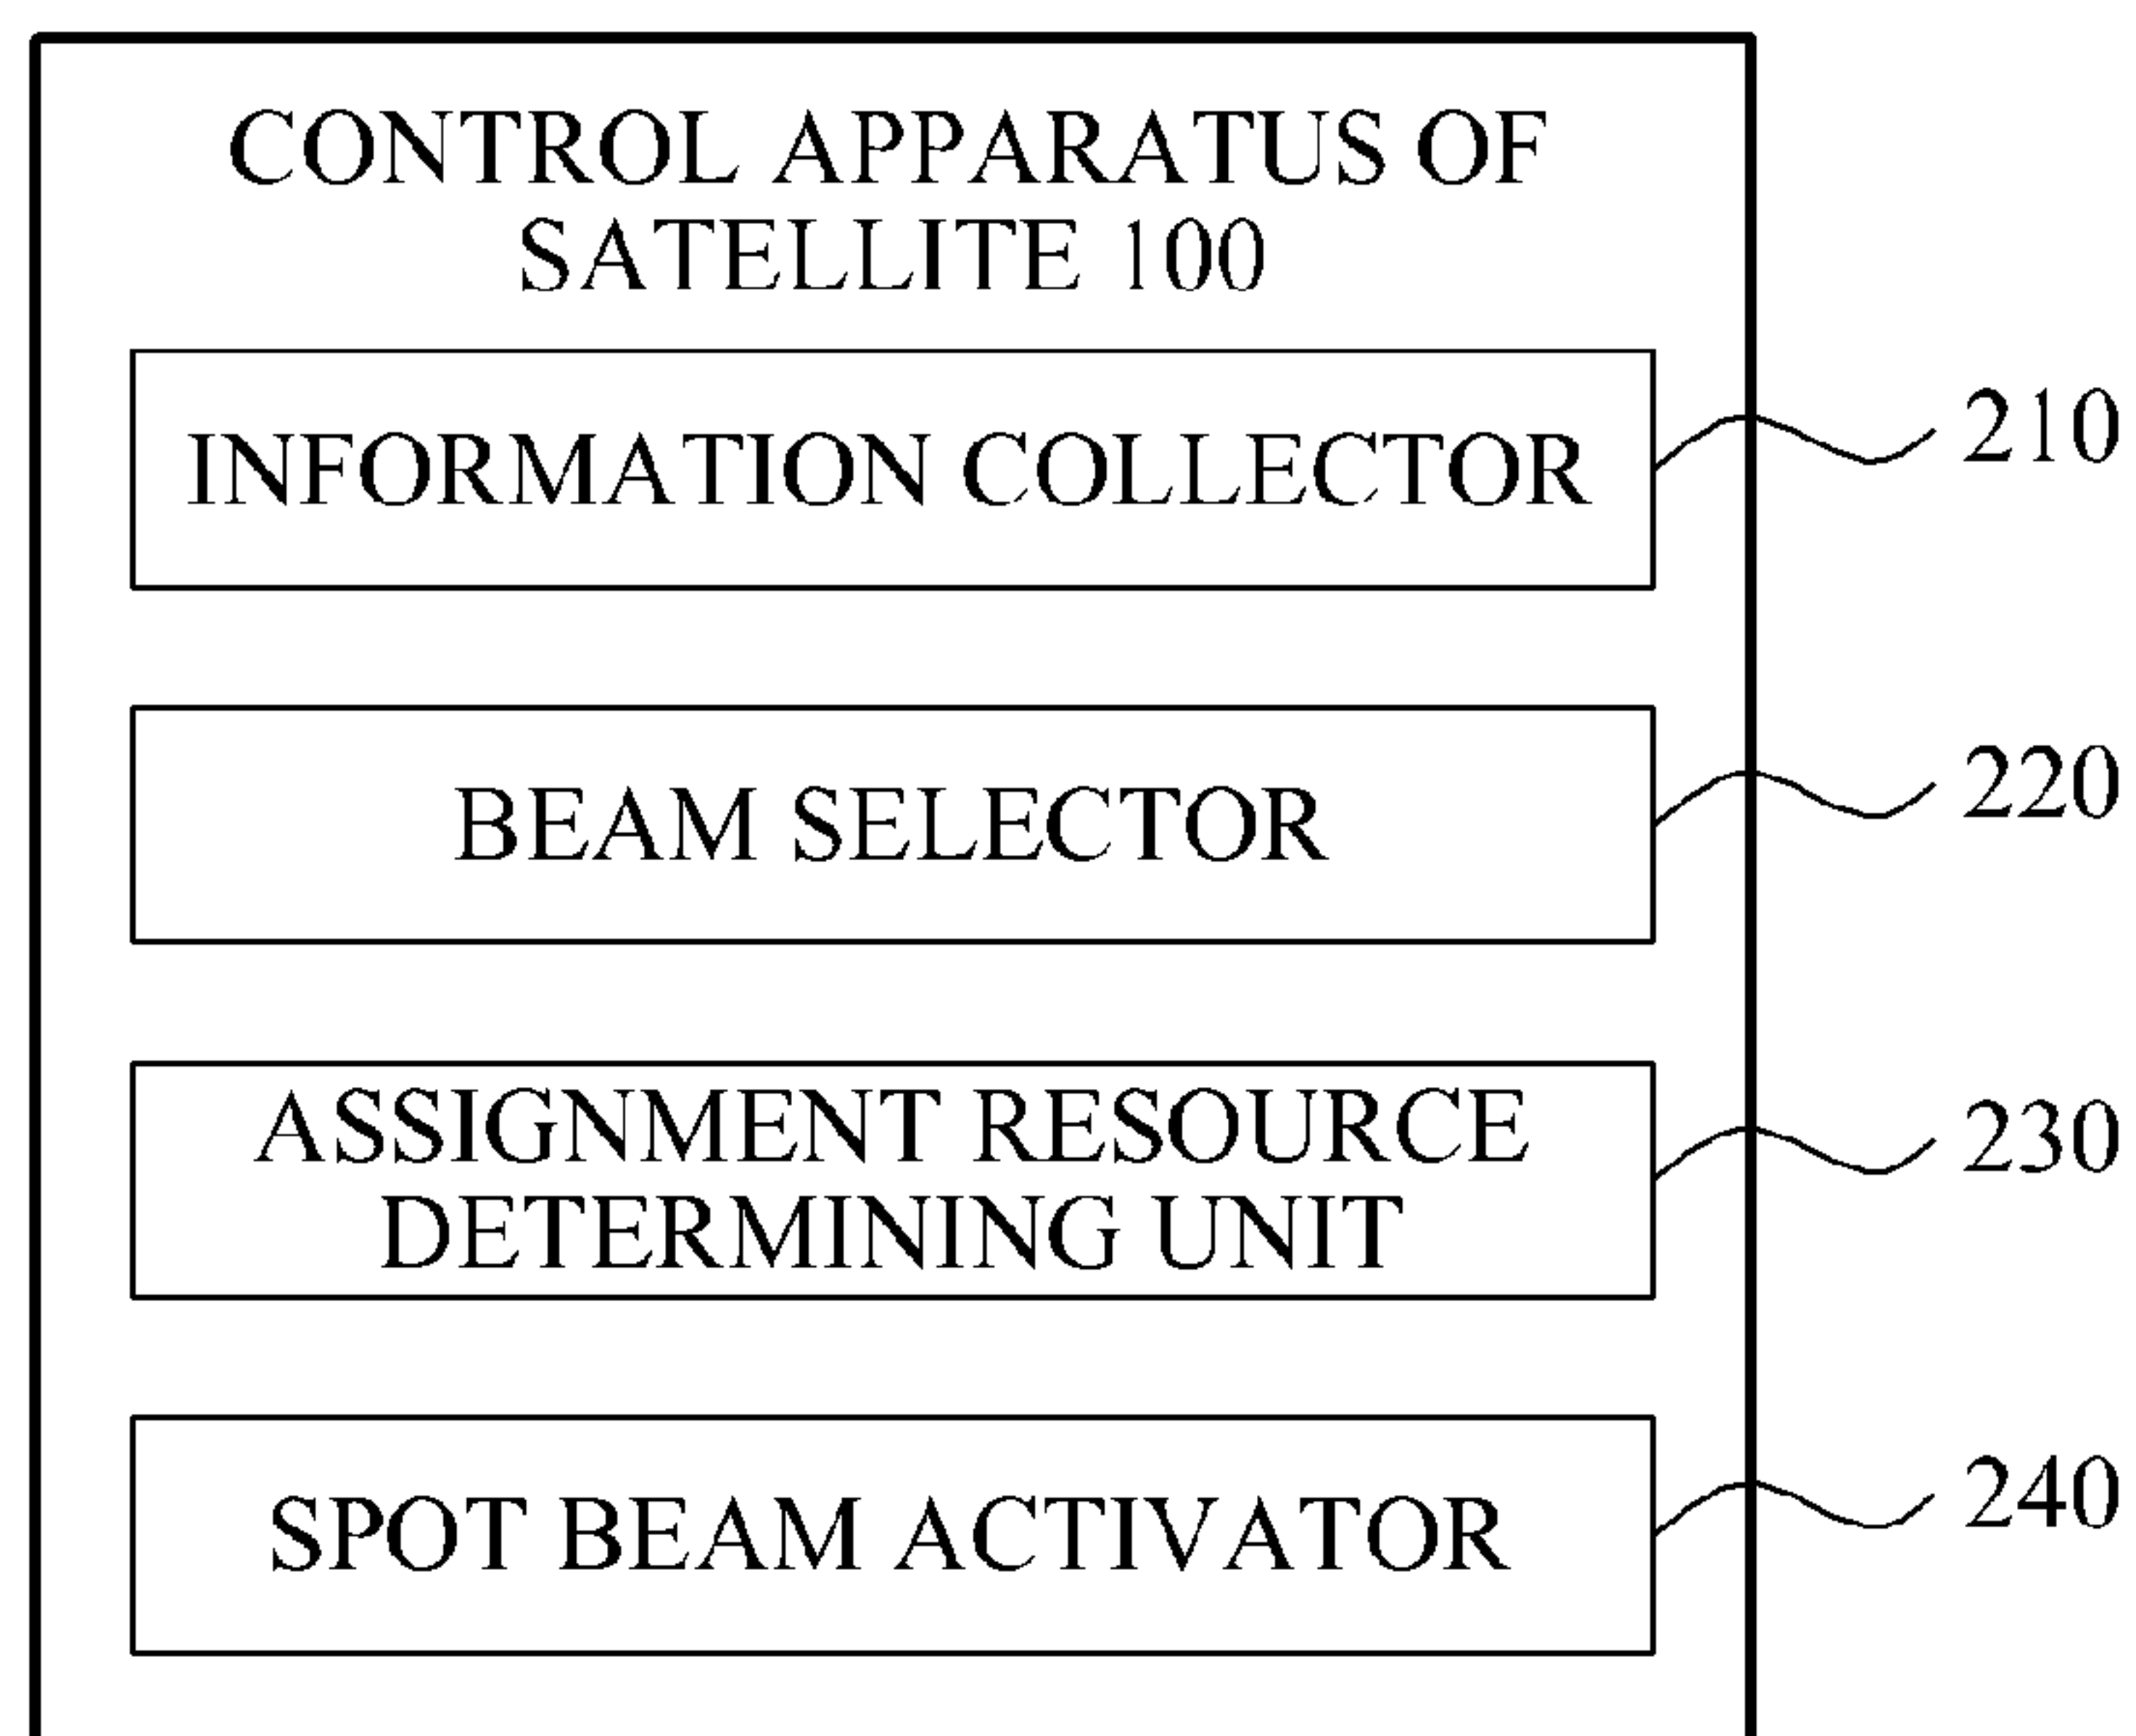 CONTROL APPARATUS OF
SATELLITE 100
INFORMATION COLLECTOR
210
BEAM SELECTOR
220
ASSIGNMENT RESOURCE
DETERMINING UNIT
230
SPOT BEAM ACTIVATOR
240